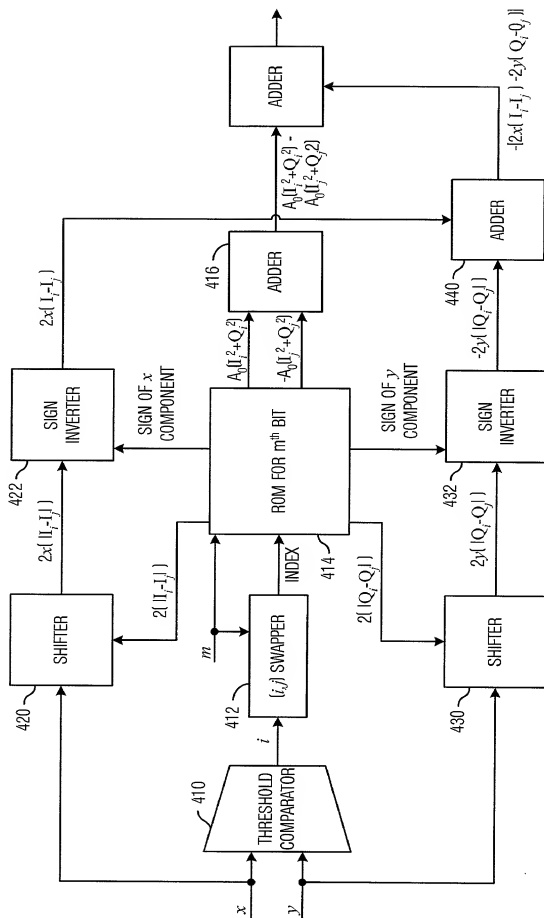 x
y
410
THRESHOLD
COMPARATOR
i
412
(i,j) SWAPPER
m
INDEX
414
ROM FOR mth BIT
420
SHIFTER
2(|Ii-Ij|)
2x(|Ii-Ij|)
422
SIGN
INVERTER
SIGN OF x
COMPONENT
2x(Ii-Ij)
A0(Ii²+Qi²)
-A0(Ij²+Qj²)
416
ADDER
A0(Ii²+Qi²) -
A0(Ij²+Qj2)
ADDER
430
SHIFTER
2(|Qi-Qj|)
2y(|Qi-Qj|)
432
SIGN
INVERTER
SIGN OF y
COMPONENT
-2y(|Qi-Qj|)
440
ADDER
-[2x(Ii-Ij) -2y(Qi-Qj)]